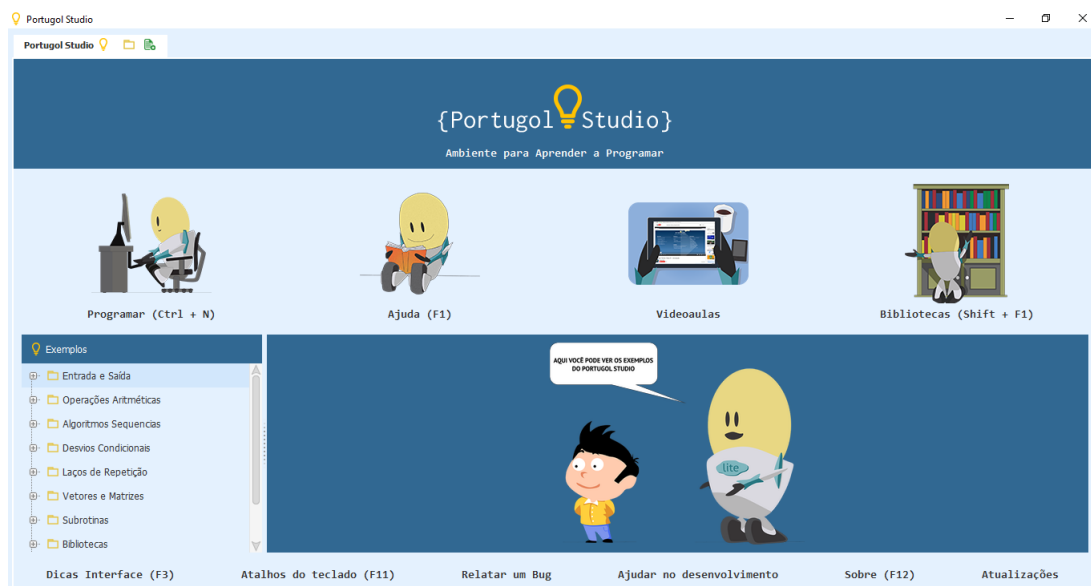 Portugol Studio
Portugol Studio
{Portugol Studio}
Ambiente para Aprender a Programar
Programar (Ctrl + N)
Ajuda (F1)
Videoaulas
Bibliotecas (Shift + F1)
Exemplos
Entrada e Saída
Operações Aritméticas
Algoritmos Sequencias
Desvios Condicionais
Laços de Repetição
Vetores e Matrizes
Subrotinas
Bibliotecas
AQUI VOCÊ PODE VER OS EXEMPLOS
DO PORTUGOL STUDIO
lite
Dicas Interface (F3)
Atalhos do teclado (F11)
Relatar um Bug
Ajudar no desenvolvimento
Sobre (F12)
Atualizações